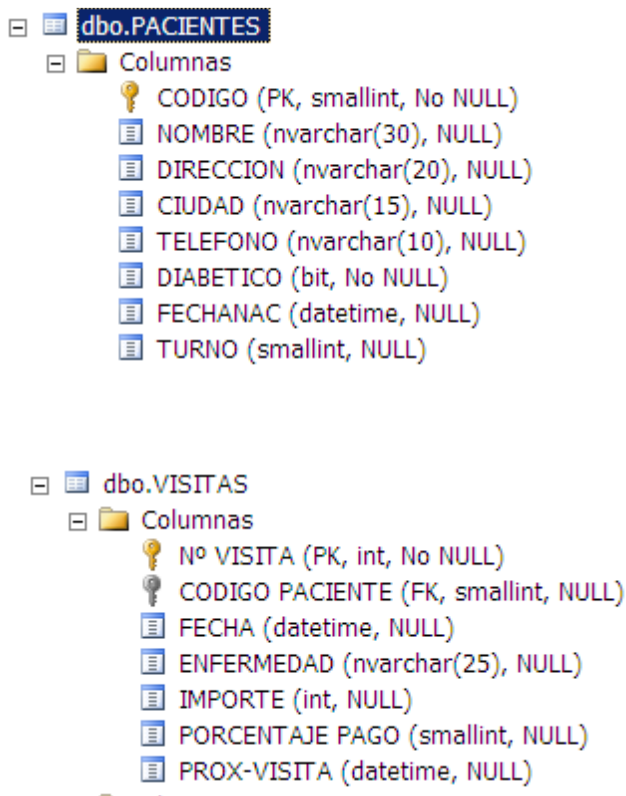 dbo.PACIENTES
Columnas
CODIGO (PK, smallint, No NULL)
NOMBRE (nvarchar(30), NULL)
DIRECCION (nvarchar(20), NULL)
CIUDAD (nvarchar(15), NULL)
TELEFONO (nvarchar(10), NULL)
DIABETICO (bit, No NULL)
FECHANAC (datetime, NULL)
TURNO (smallint, NULL)
dbo.VISITAS
Columnas
Nº VISITA (PK, int, No NULL)
CODIGO PACIENTE (FK, smallint, NULL)
FECHA (datetime, NULL)
ENFERMEDAD (nvarchar(25), NULL)
IMPORTE (int, NULL)
PORCENTAJE PAGO (smallint, NULL)
PROX-VISITA (datetime, NULL)